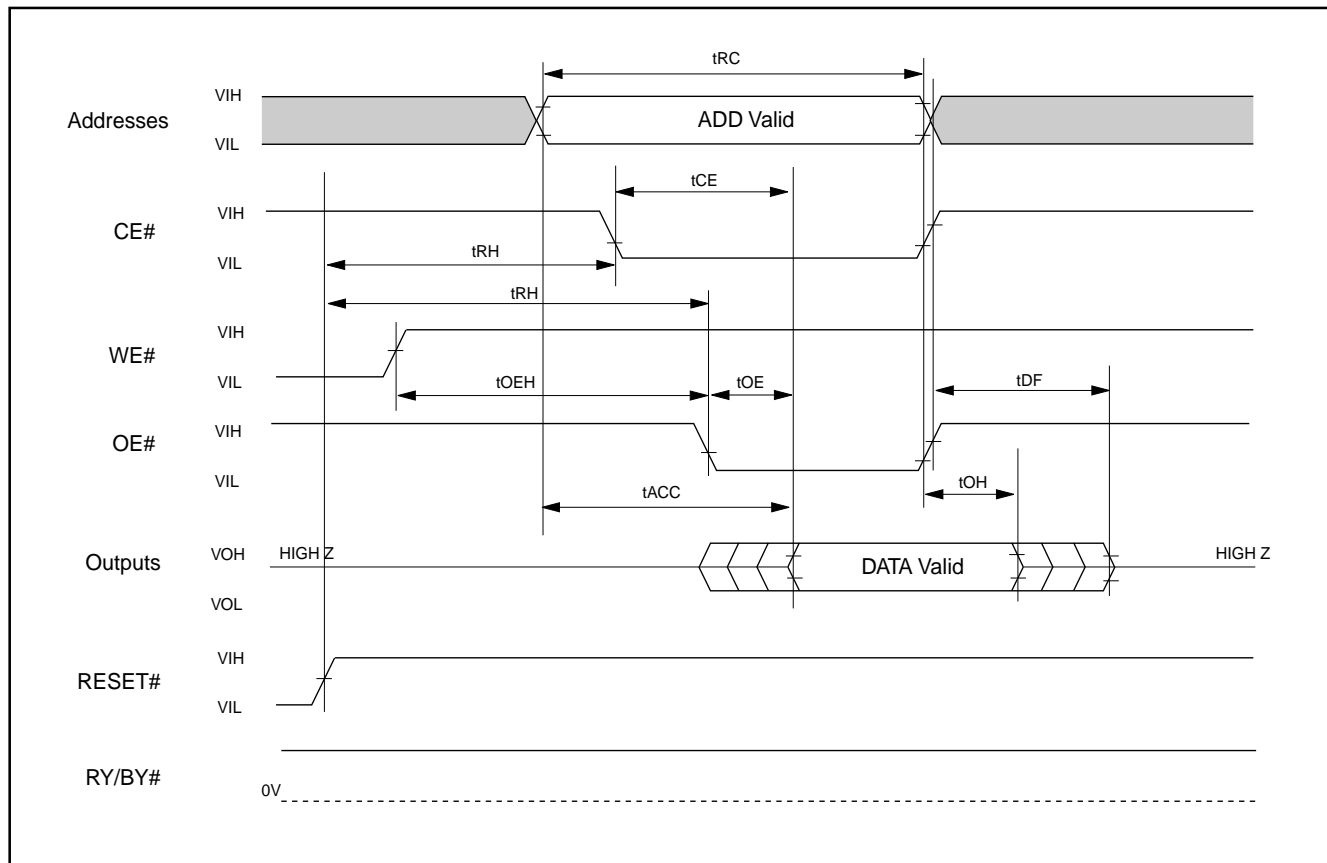 tRC
VIH
Addresses
ADD Valid
VIL
tCE
VIH
CE#
VIL
tRH
tRH
VIH
WE#
VIL
tOEH
tOE
tDF
VIH
OE#
VIL
tACC
tOH
VOH
HIGH Z
Outputs
DATA Valid
HIGH Z
VOL
VIH
RESET#
VIL
RY/BY#
0V